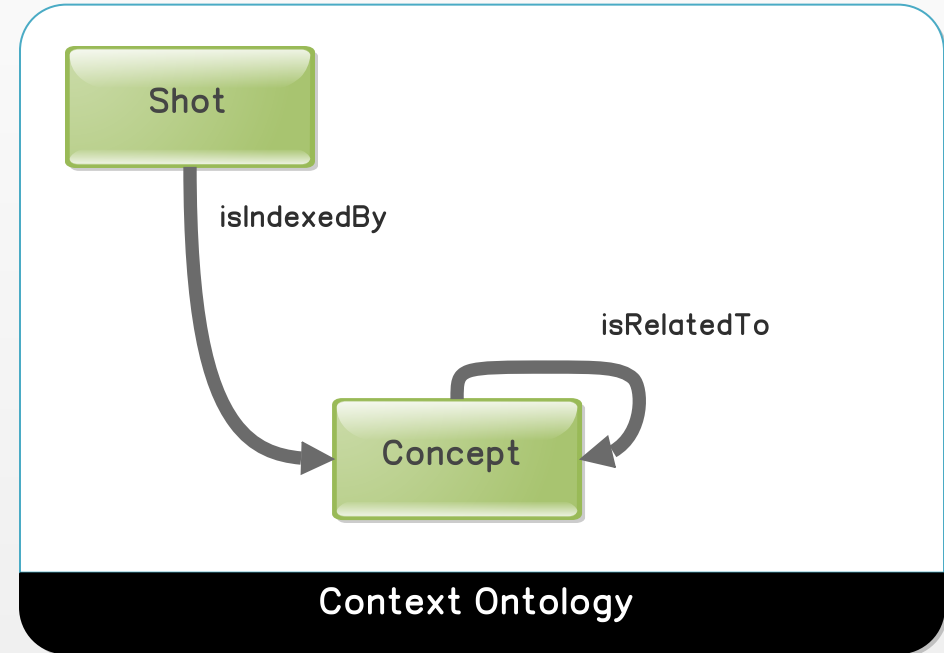 Shot
isIndexedBy
isRelatedTo
Concept
Context Ontology